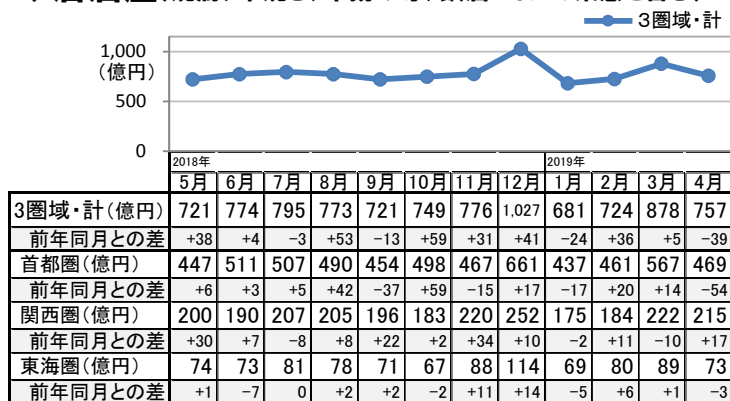 3圏域・計
1,000
(億円)
500
0
2018年 2019年
5月 6月 7月 8月 9月 10月 11月 12月 1月 2月 3月 4月
3圏域・計(億円) 721 774 795 773 721 749 776 1,027 681 724 878 757
前年同月との差 +38 +4 −3 +53 −13 +59 +31 +41 −24 +36 +5 −39
首都圏(億円) 447 511 507 490 454 498 467 661 437 461 567 469
前年同月との差 +6 +3 +5 +42 −37 +59 −15 +17 −17 +20 +14 −54
関西圏(億円) 200 190 207 205 196 183 220 252 175 184 222 215
前年同月との差 +30 +7 −8 +8 +22 +2 +34 +10 −2 +11 −10 +17
東海圏(億円) 74 73 81 78 71 67 88 114 69 80 89 73
前年同月との差 +1 −7 0 +2 +2 −2 +11 +14 −5 +6 +1 −3